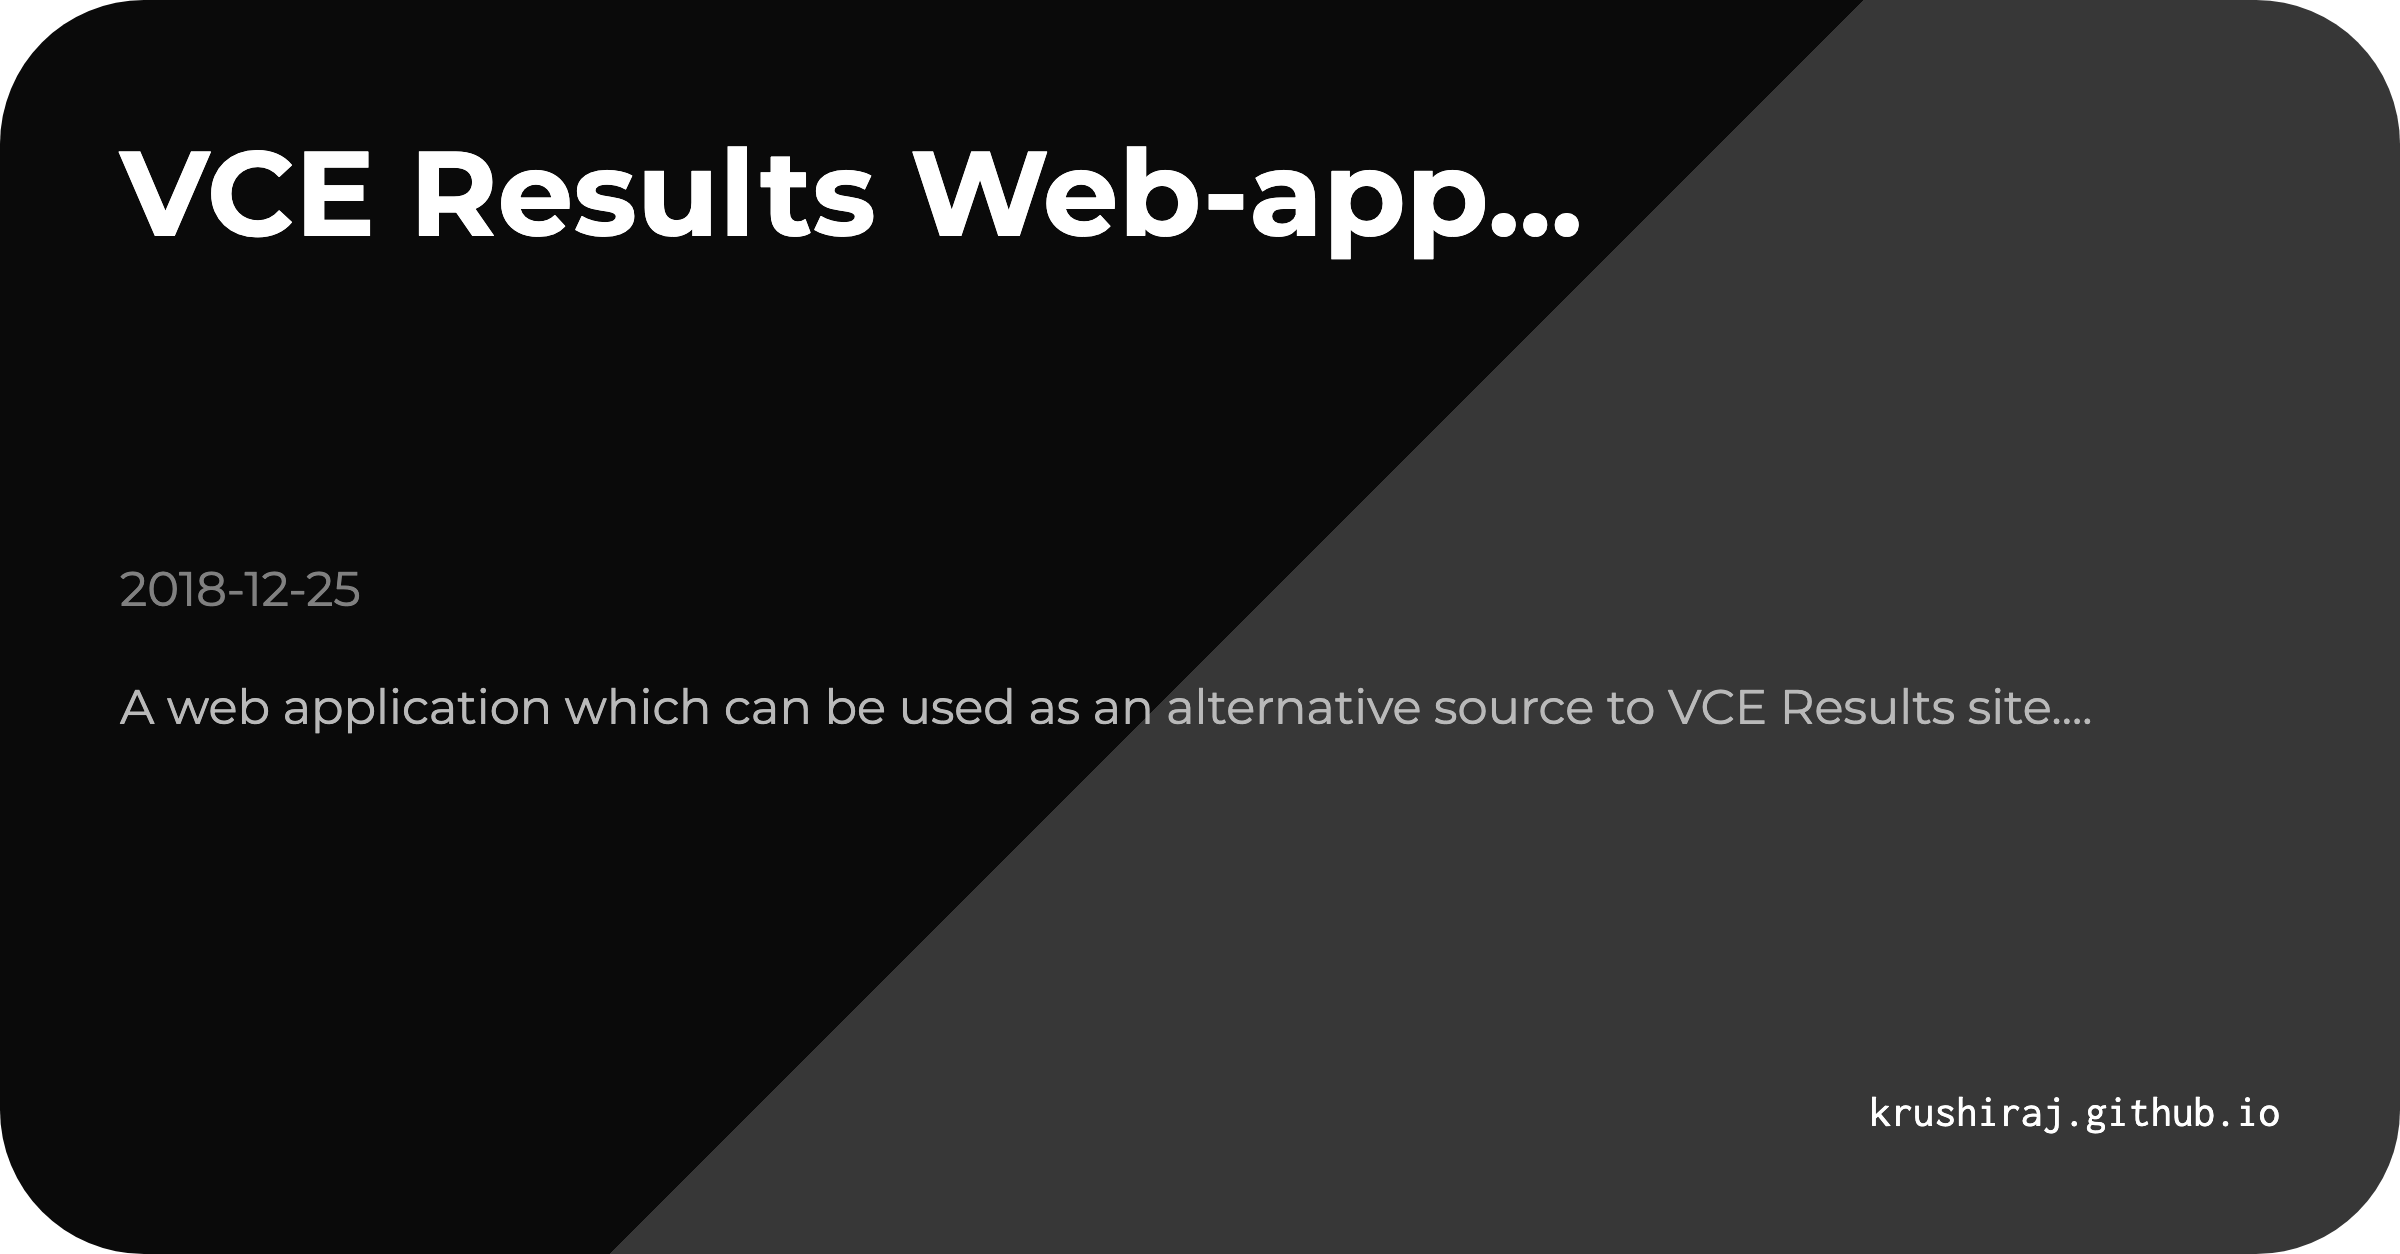 VCE Results Web-app...
2018-12-25
A web application which can be used as an alternative source to VCE Results site....
krushiraj.github.io